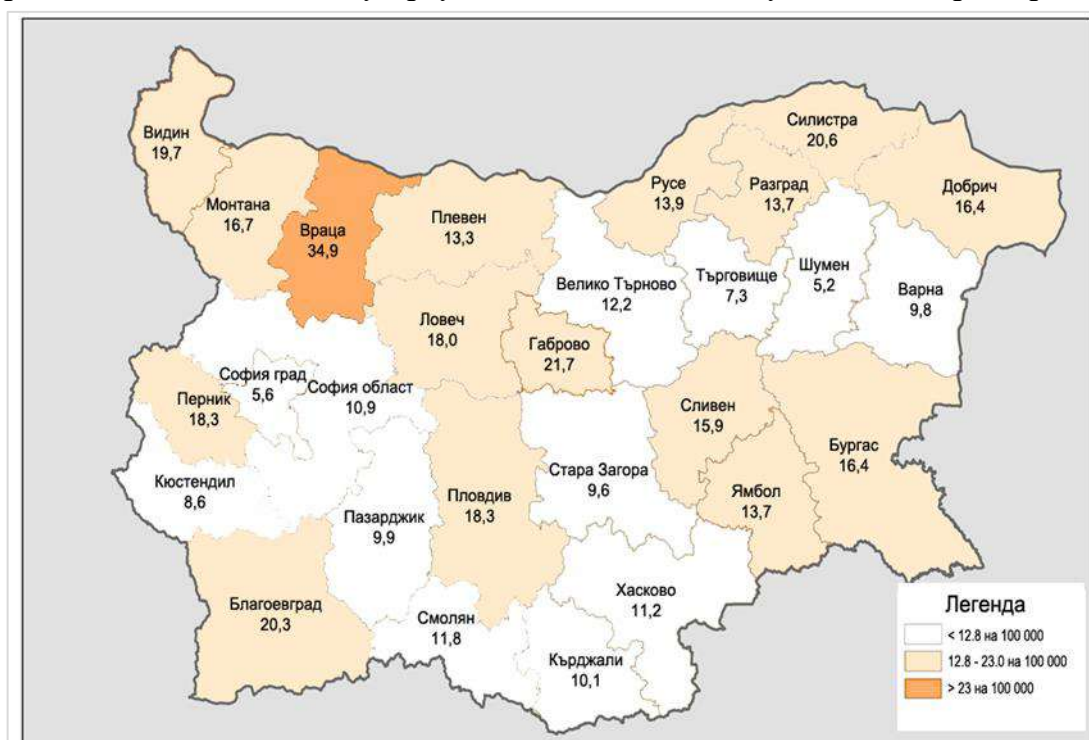 Видин
19,7
Монтана
16,7
Враца
34,9
Плевен
13,3
Ловеч
18,0
Габрово
21,7
Велико Търново
12,2
Русе
13,9
Силистра
20,6
Разград
13,7
Добрич
16,4
Търговище
7,3
Шумен
5,2
Варна
9,8
София град
5,6
София област
10,9
Перник
18,3
Кюстендил
8,6
Пазарджик
9,9
Пловдив
18,3
Стара Загора
9,6
Сливен
15,9
Ямбол
13,7
Бургас
16,4
Благоевград
20,3
Смолян
11,8
Кърджали
10,1
Хасково
11,2
Легенда
< 12.8 на 100 000
12.8 - 23.0 на 100 000
> 23 на 100 000